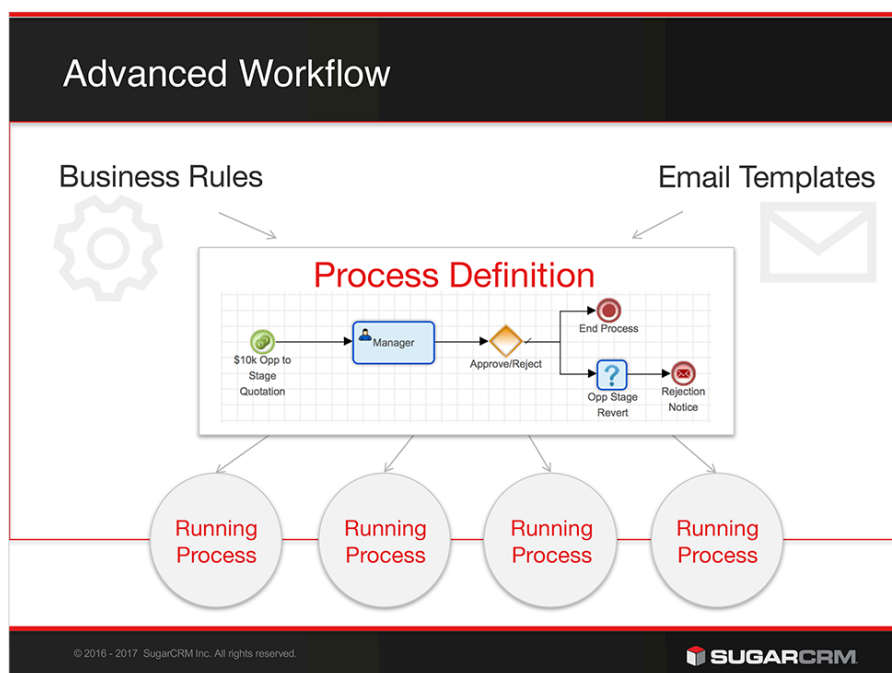 Advanced Workflow
Business Rules
Email Templates
Process Definition
$10k Opp to
Stage
Quotation
Manager
Approve/Reject
End Process
Opp Stage
Revert
Rejection
Notice
Running
Process
Running
Process
Running
Process
Running
Process
© 2016 - 2017 SugarCRM Inc. All rights reserved.
SUGARCRM.